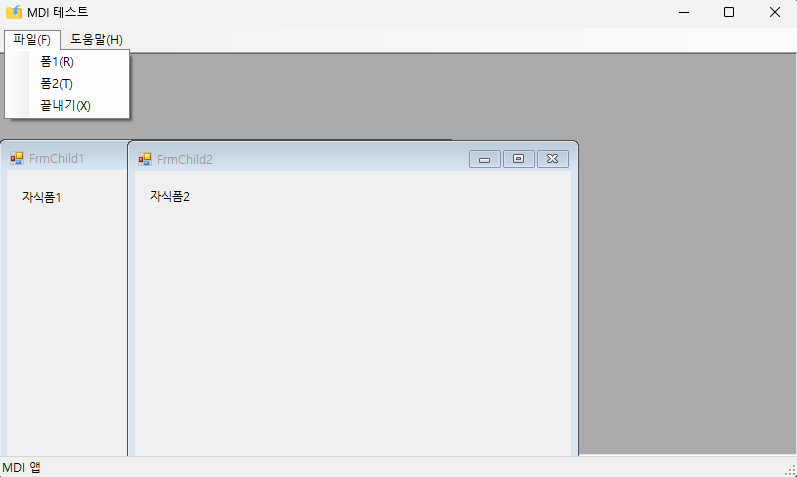 MDI 테스트
파일(F) 도움말(H)
폼1(R)
폼2(T)
끝내기(X)
FrmChild1
자식폼1
FrmChild2
자식폼2
MDI 앱